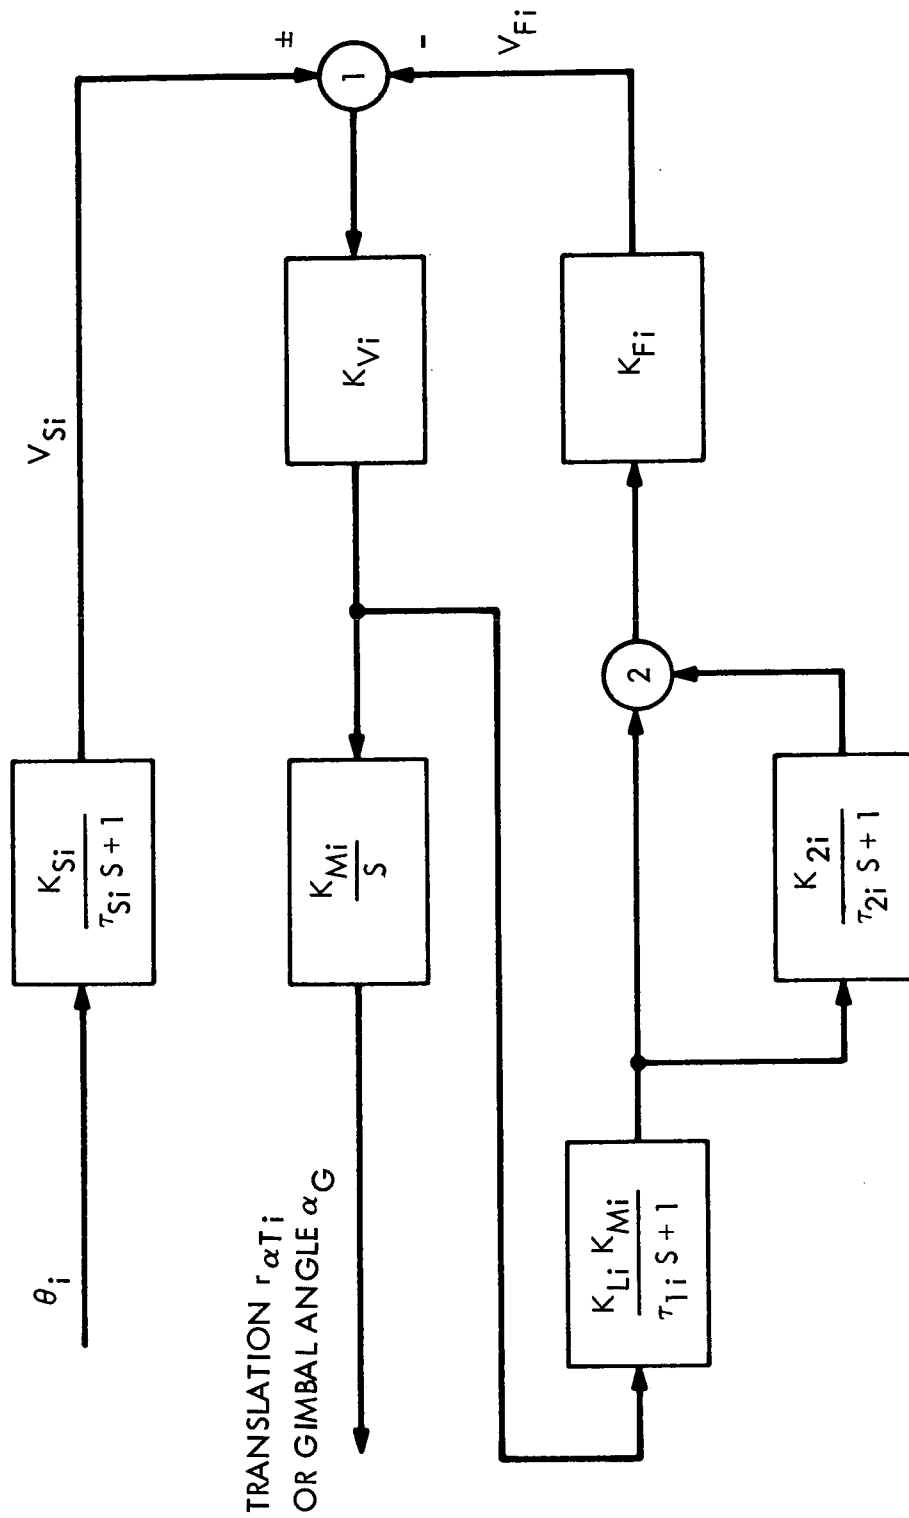 θi
KSi
τSi S + 1
VSi
±
1
-
VFi
KVi
KMi
S
TRANSLATION rαTi
OR GIMBAL ANGLE αG
KLi KMi
τ1i S + 1
2
KFi
K2i
τ2i S + 1